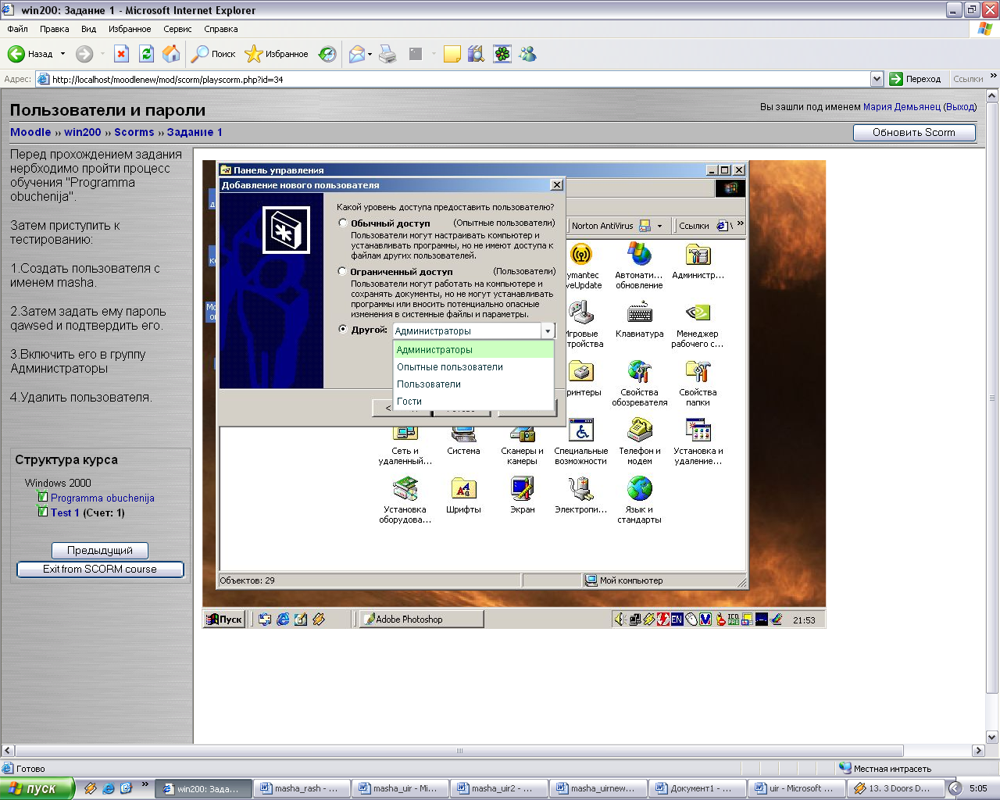 win200: Задание 1 - Microsoft Internet Explorer
Файл Правка Вид Избранное Сервис Справка
Назад Поиск Избранное
Адрес: http://localhost/moodlenew/mod/scorm/playscorm.php?id=34 Переход Ссылки »
Пользователи и пароли
Вы зашли под именем Мария Демьянец (Выход)
Moodle ›› win200 ›› Scorms ›› Задание 1
Обновить Scorm
Перед прохождением задания
нербходимо пройти процесс
обучения "Programma
obuchenija".
Затем приступить к
тестированию:
1.Создать пользователя с
именем masha.
2.Затем задать ему пароль
qawsed и подтвердить его.
3.Включить его в группу
Администраторы
4.Удалить пользователя.
Структура курса
Windows 2000
Programma obuchenija
Test 1 (Счет: 1)
Предыдущий
Exit from SCORM course
Панель управления
Добавление нового пользователя
Какой уровень доступа предоставить пользователю?
Обычный доступ (Опытные пользователи)
Пользователи могут настраивать компьютер и
устанавливать программы, но не имеют доступа к
файлам других пользователей.
Ограниченный доступ (Пользователи)
Пользователи могут работать на компьютере и
сохранять документы, но не могут устанавливать
программы или вносить потенциально опасные
изменения в системные файлы и параметры.
Другой: Администраторы
Администраторы
Опытные пользователи
Пользователи
Гости
<
Norton AntiVirus Ссылки »
ymantec
veUpdate
Автомати...
обновление
Администр...
Игровые
тройства
Клавиатура
Менеджер
рабочего с...
ринтеры
Свойства
обозревателя
Свойства
папки
Сеть и
удаленный...
Система
Сканеры и
камеры
Специальные
возможности
Телефон и
модем
Установка и
удаление...
Установка
оборудова...
Шрифты
Экран
Электропи...
Язык и
стандарты
Объектов: 29
Мой компьютер
Пуск Adobe Photoshop EN 21:53
Готово
Местная интрасеть
пуск » win200: Зада... masha_rash - ... masha_uir - Mi... masha_uir2 - ... masha_uirnew... Документ1 - ... uir - Microsoft ... 13. 3 Doors D... 5:05